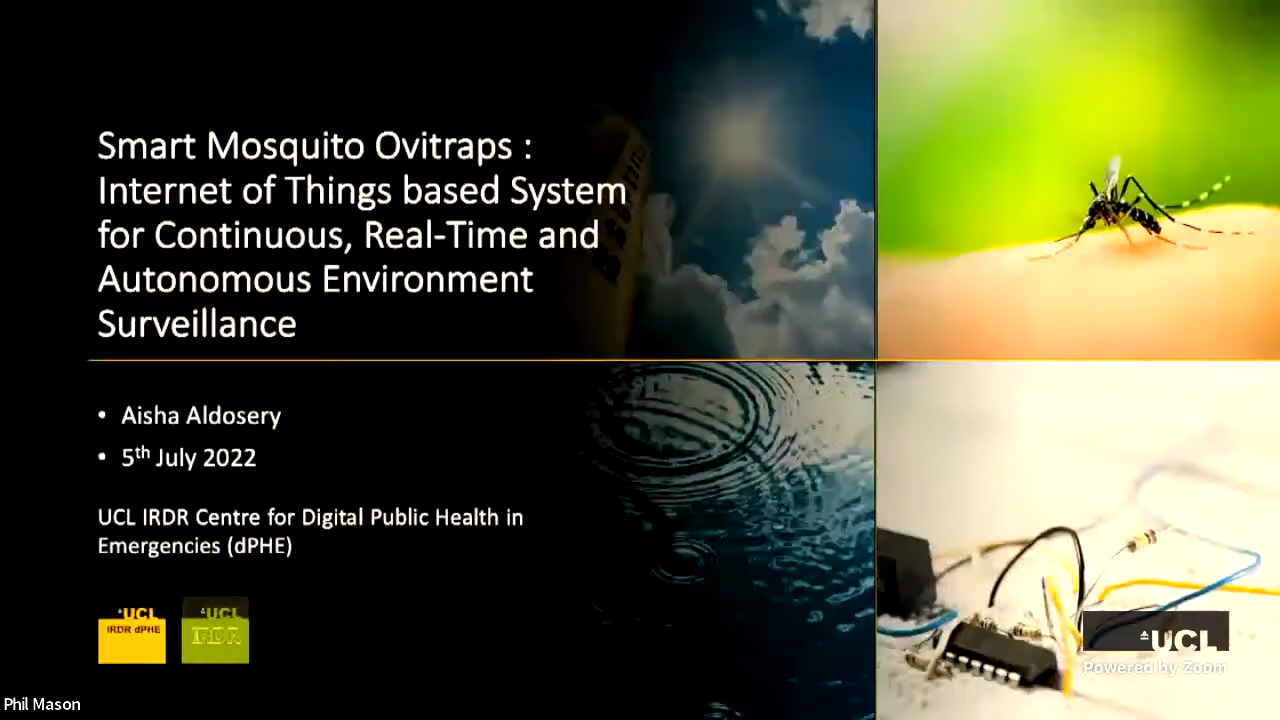 Smart Mosquito Ovitraps :
Internet of Things based System
for Continuous, Real-Time and
Autonomous Environment
Surveillance
• Aisha Aldosery
• 5th July 2022
UCL IRDR Centre for Digital Public Health in
Emergencies (dPHE)
UCL
IRDR dPHE
UCL
IRDR
UCL
Powered by Zoom
Phil Mason